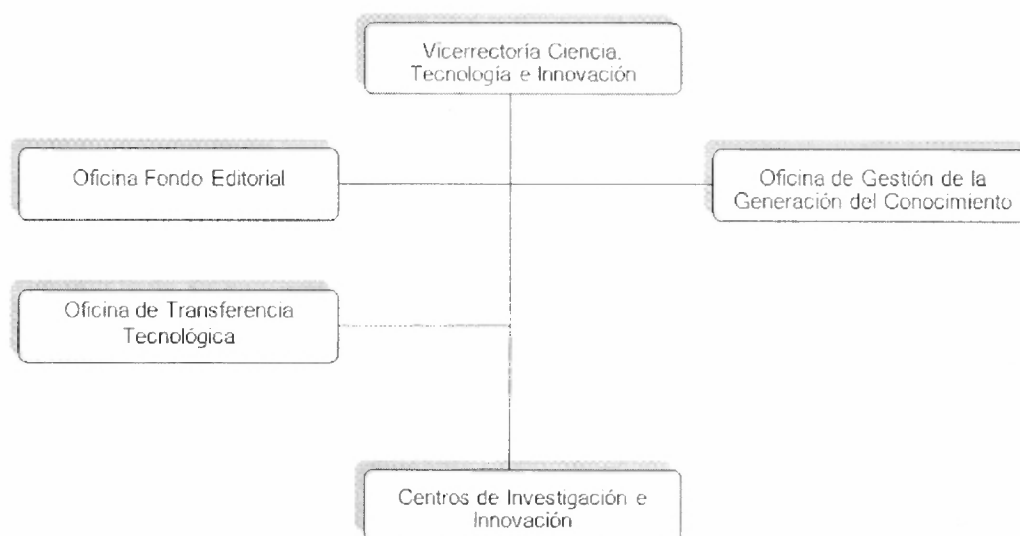 Vicerrectoría Ciencia,
Tecnología e Innovación
Oficina Fondo Editorial
Oficina de Gestión de la
Generación del Conocimiento
Oficina de Transferencia
Tecnológica
Centros de Investigación e
Innovación